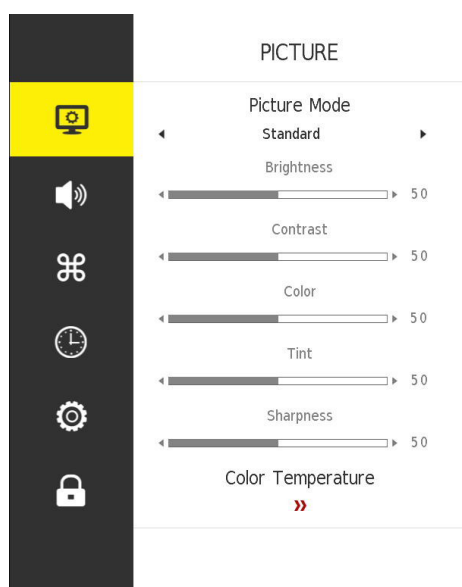 PICTURE
Picture Mode
Standard
Brightness
50
Contrast
50
Color
50
Tint
50
Sharpness
50
Color Temperature